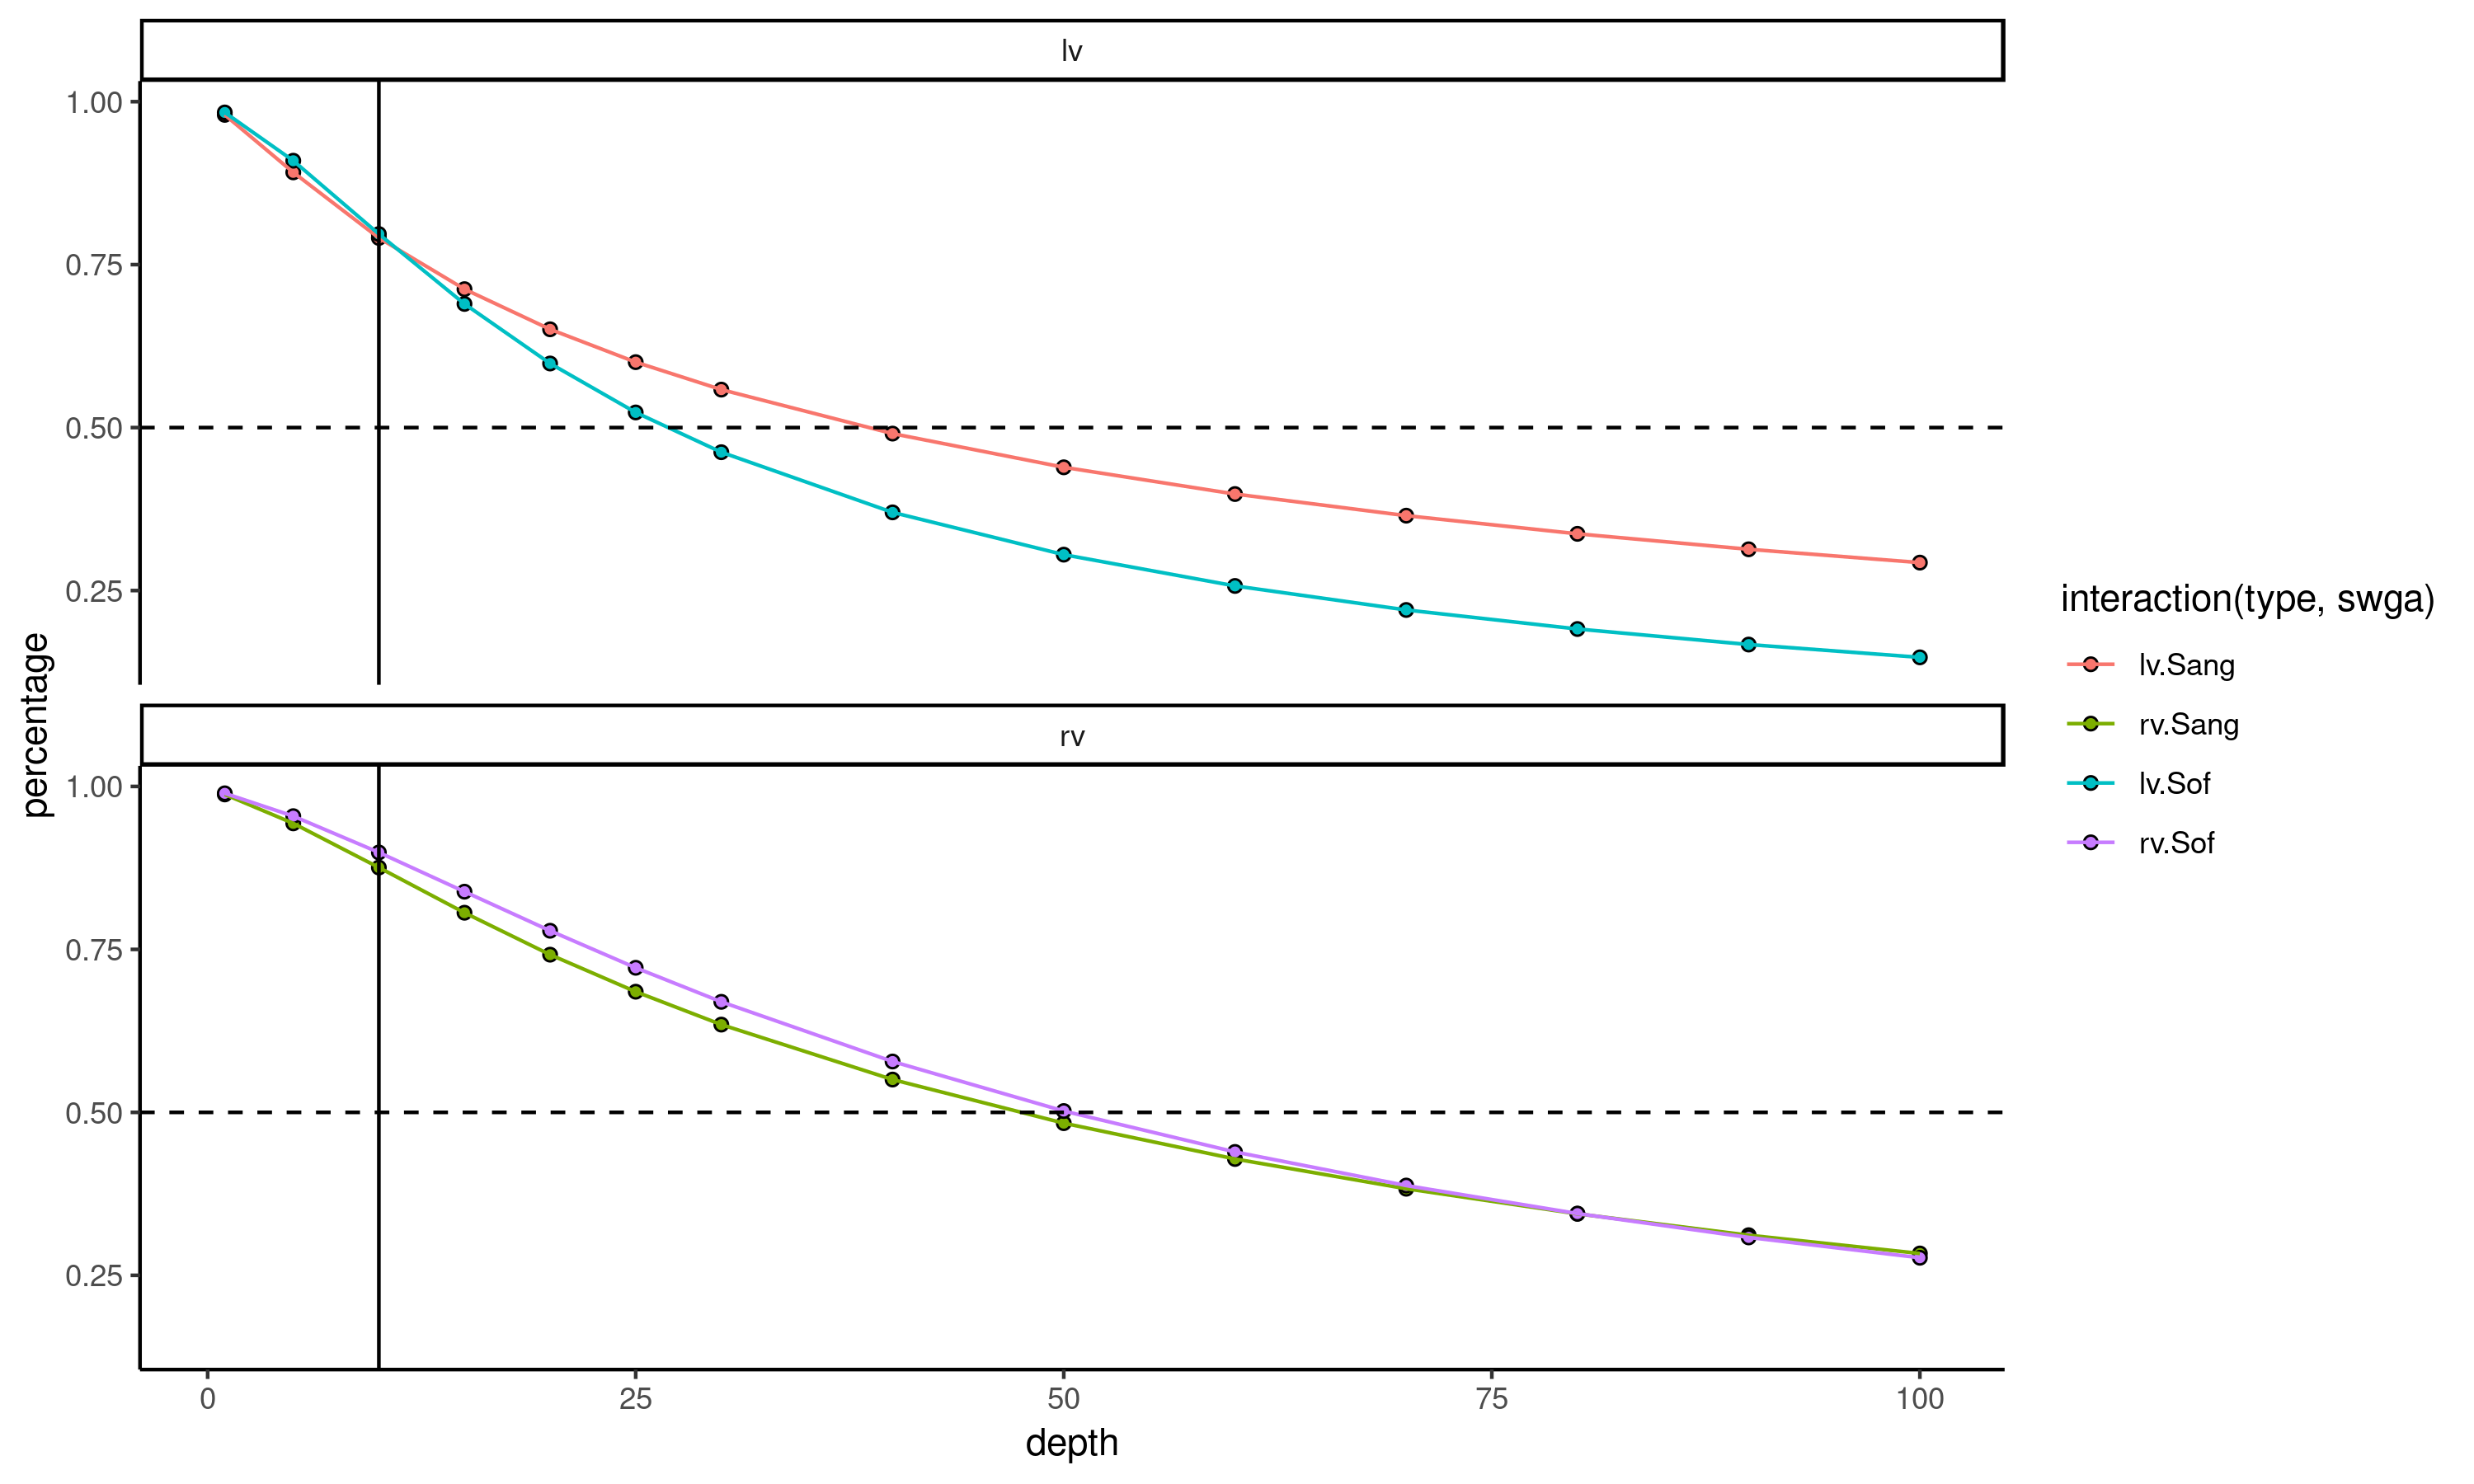 lv
1.00
0.75
0.50
0.25
percentage
rv
1.00
0.75
0.50
0.25
0 25 50 75 100
depth
interaction(type, swga)
lv.Sang
rv.Sang
lv.Sof
rv.Sof